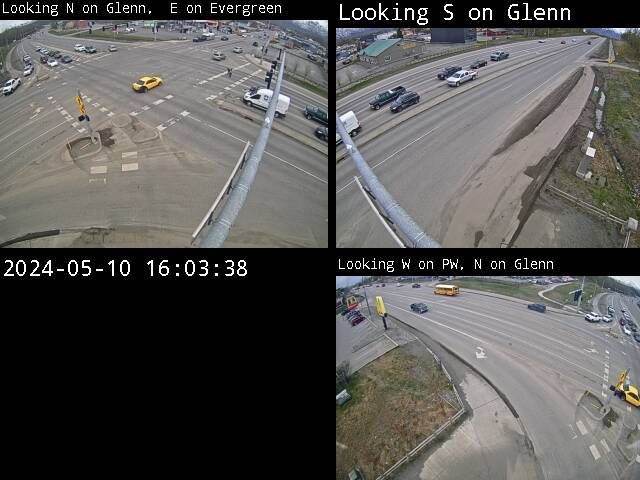 Looking N on Glenn,  E on Evergreen
Looking S on Glenn
2024-05-10 16:03:38
Looking W on PW, N on Glenn